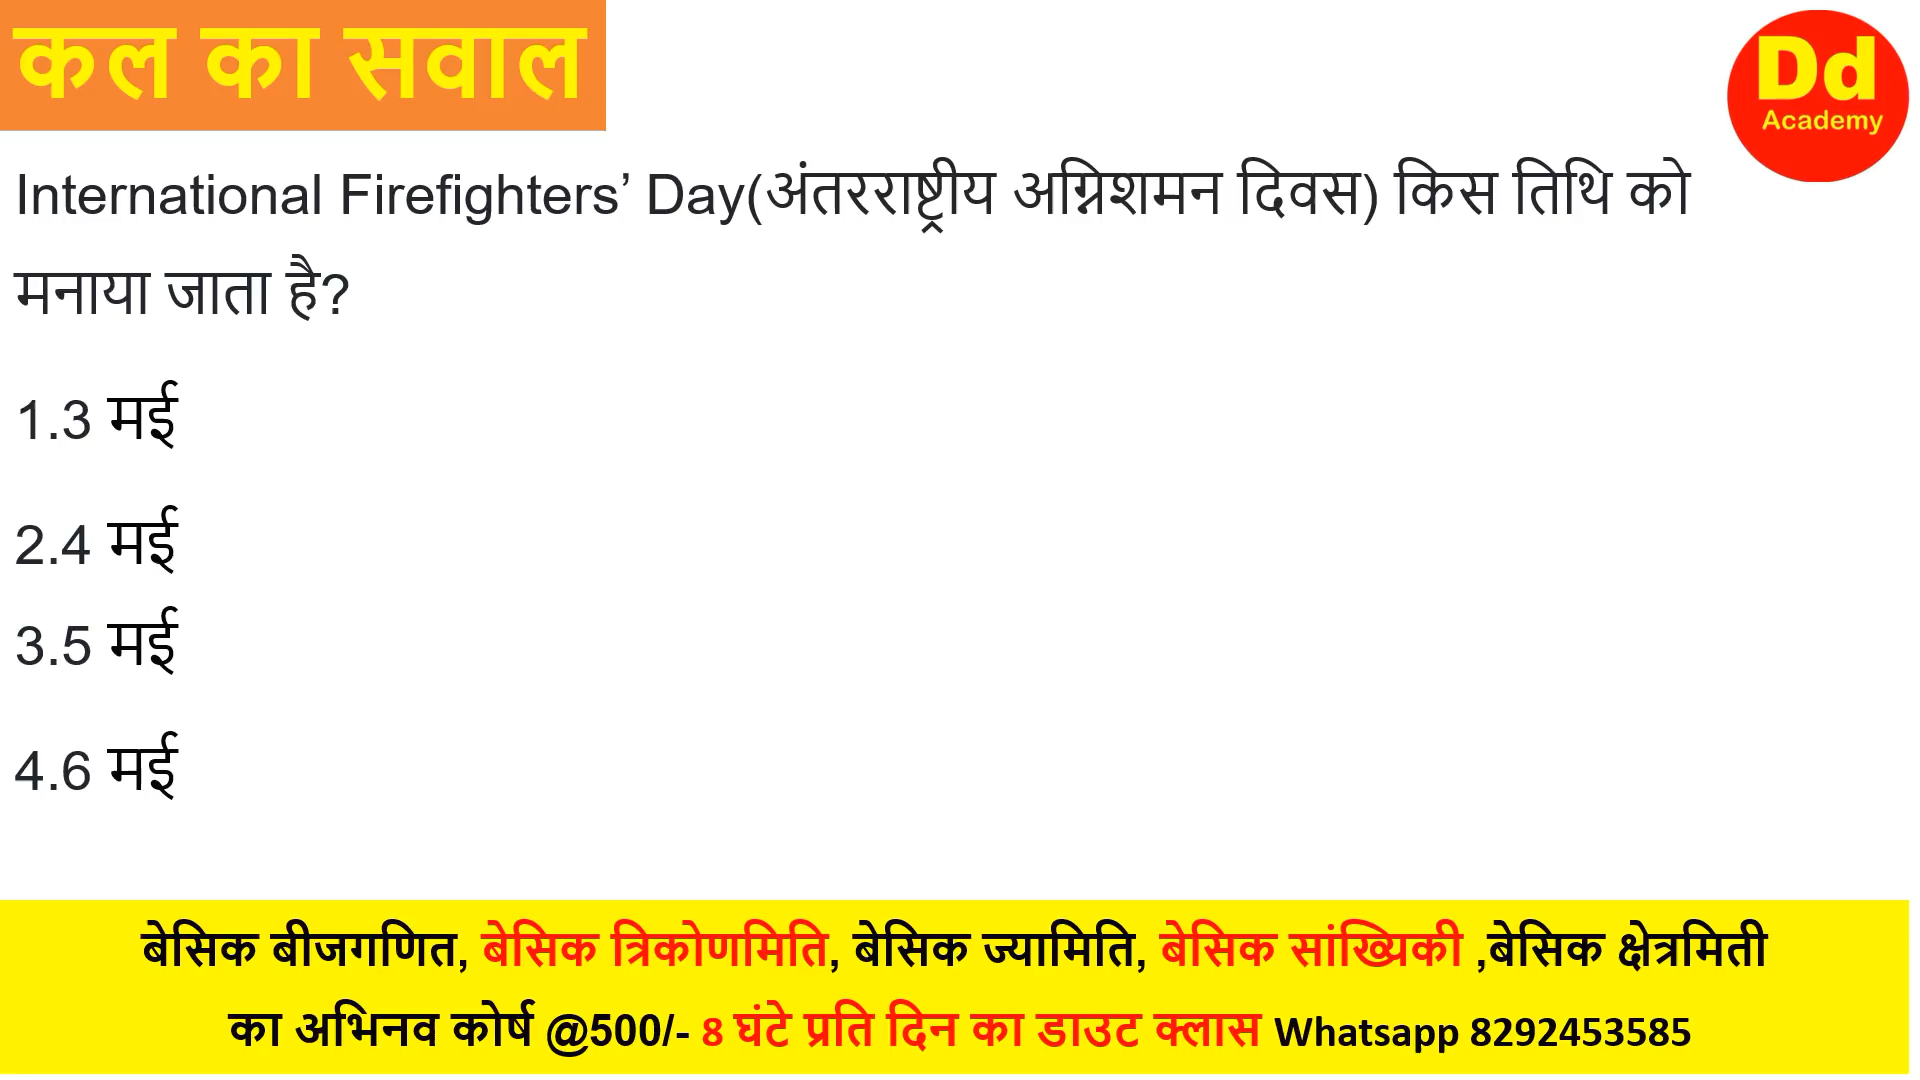 कल का सवाल
Dd
Academy
International Firefighters’ Day(अंतरराष्ट्रीय अग्निशमन दिवस) किस तिथि को
मनाया जाता है?
1.3 मई
2.4 मई
3.5 मई
4.6 मई
बेसिक बीजगणित, बेसिक त्रिकोणमिति, बेसिक ज्यामिति, बेसिक सांख्यिकी ,बेसिक क्षेत्रमिती
का अभिनव कोर्ष @500/- 8 घंटे प्रति दिन का डाउट क्लास Whatsapp 8292453585